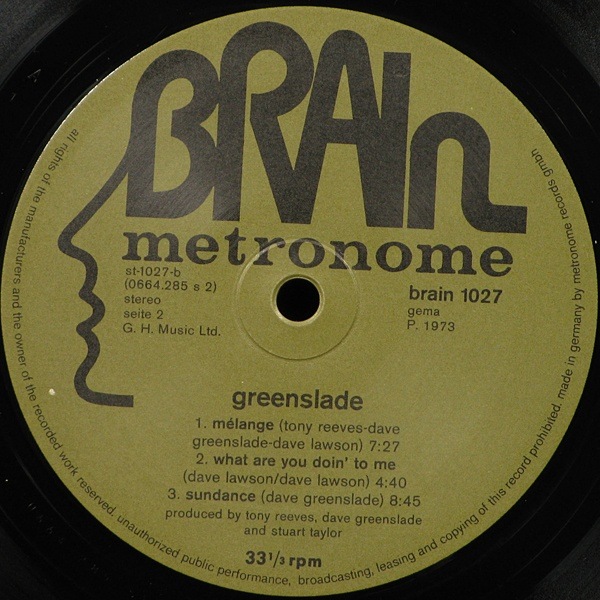 BRAIN
metronome
st-1027-b
(0664.285 s 2)
stereo
seite 2
G. H. Music Ltd.
brain 1027
gema
P. 1973
greenslade
1. mélange (tony reeves-dave
greenslade-dave lawson) 7:27
2. what are you doin' to me
(dave lawson/dave lawson) 4:40
3. sundance (dave greenslade) 8:45
produced by tony reeves, dave greenslade
and stuart taylor
33 1/3 rpm
all rights of the manufacturers and the owner of the recorded work reserved. unauthorized public performance, broadcasting, leasing and copying of this record prohibited. made in germany by metronome records gmbh